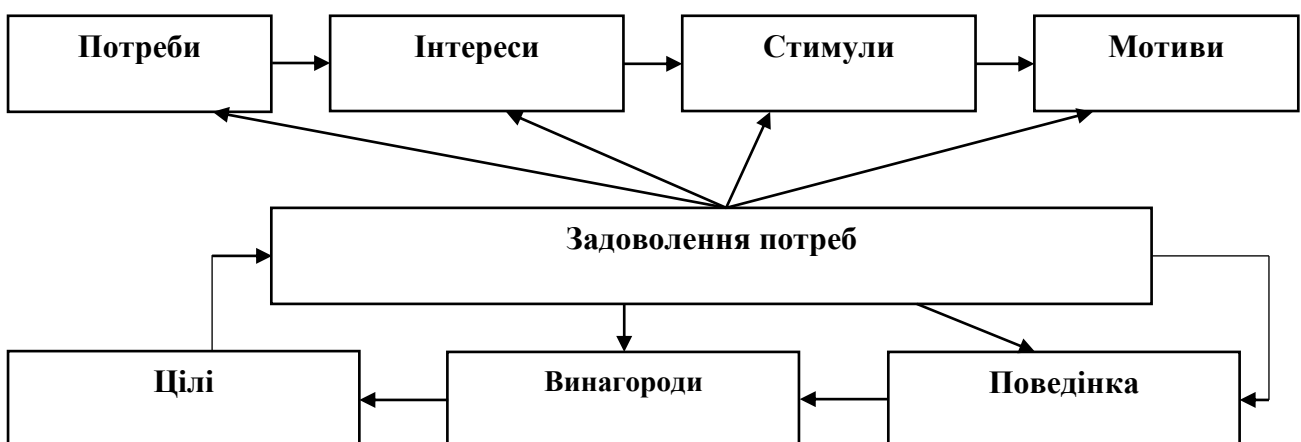 Потреби
Інтереси
Стимули
Мотиви
Задоволення потреб
Цілі
Винагороди
Поведінка